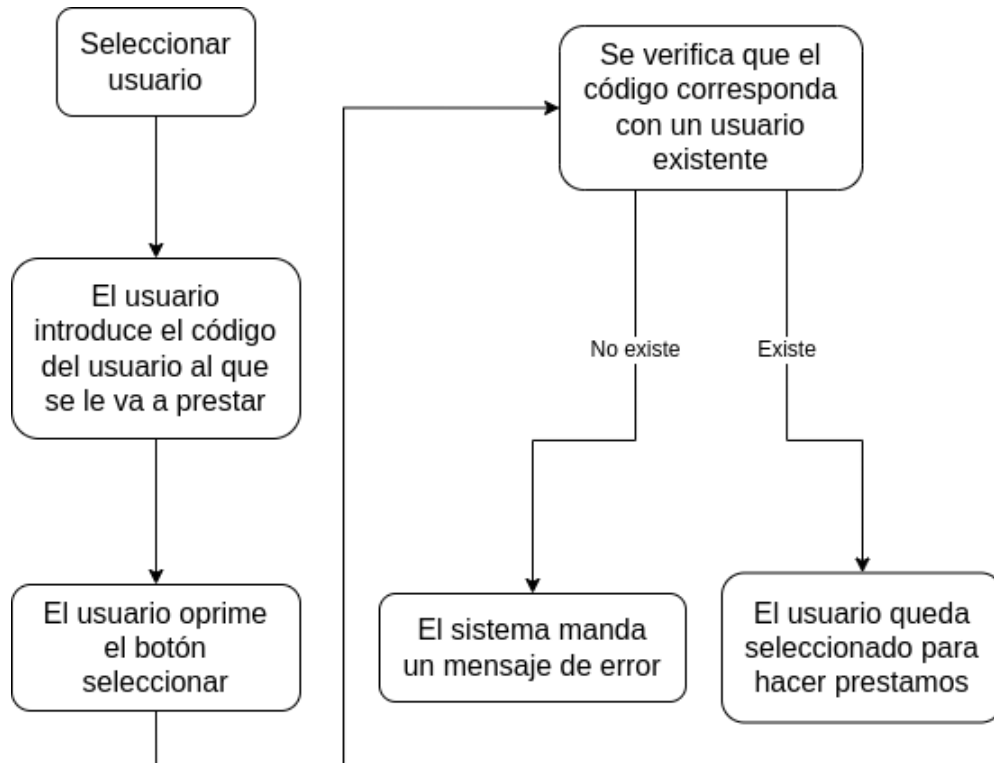 Seleccionar
usuario
El usuario
introduce el código
del usuario al que
se le va a prestar
El usuario oprime
el botón
seleccionar
Se verifica que el
código corresponda
con un usuario
existente
No existe
Existe
El sistema manda
un mensaje de error
El usuario queda
seleccionado para
hacer prestamos